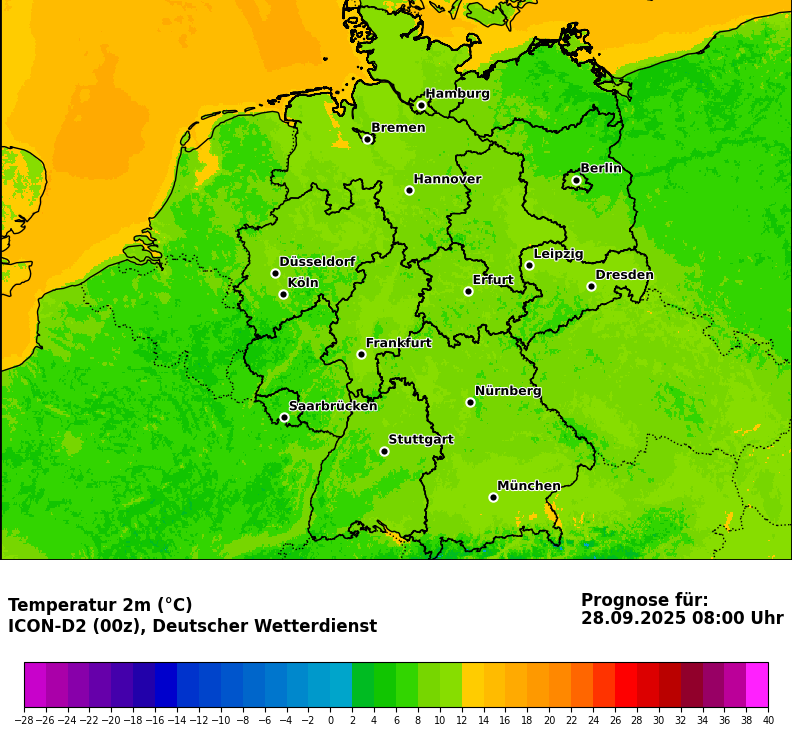 Hamburg
Bremen
Berlin
Hannover
Leipzig
Düsseldorf
Dresden
Köln
Erfurt
Frankfurt
Nürnberg
Saarbrücken
Stuttgart
München
Temperatur 2m (°C)
ICON-D2 (00z), Deutscher Wetterdienst
Prognose für:
28.09.2025 08:00 Uhr
−28 −26 −24 −22 −20 −18 −16 −14 −12 −10 −8 −6 −4 −2 0 2 4 6 8 10 12 14 16 18 20 22 24 26 28 30 32 34 36 38 40